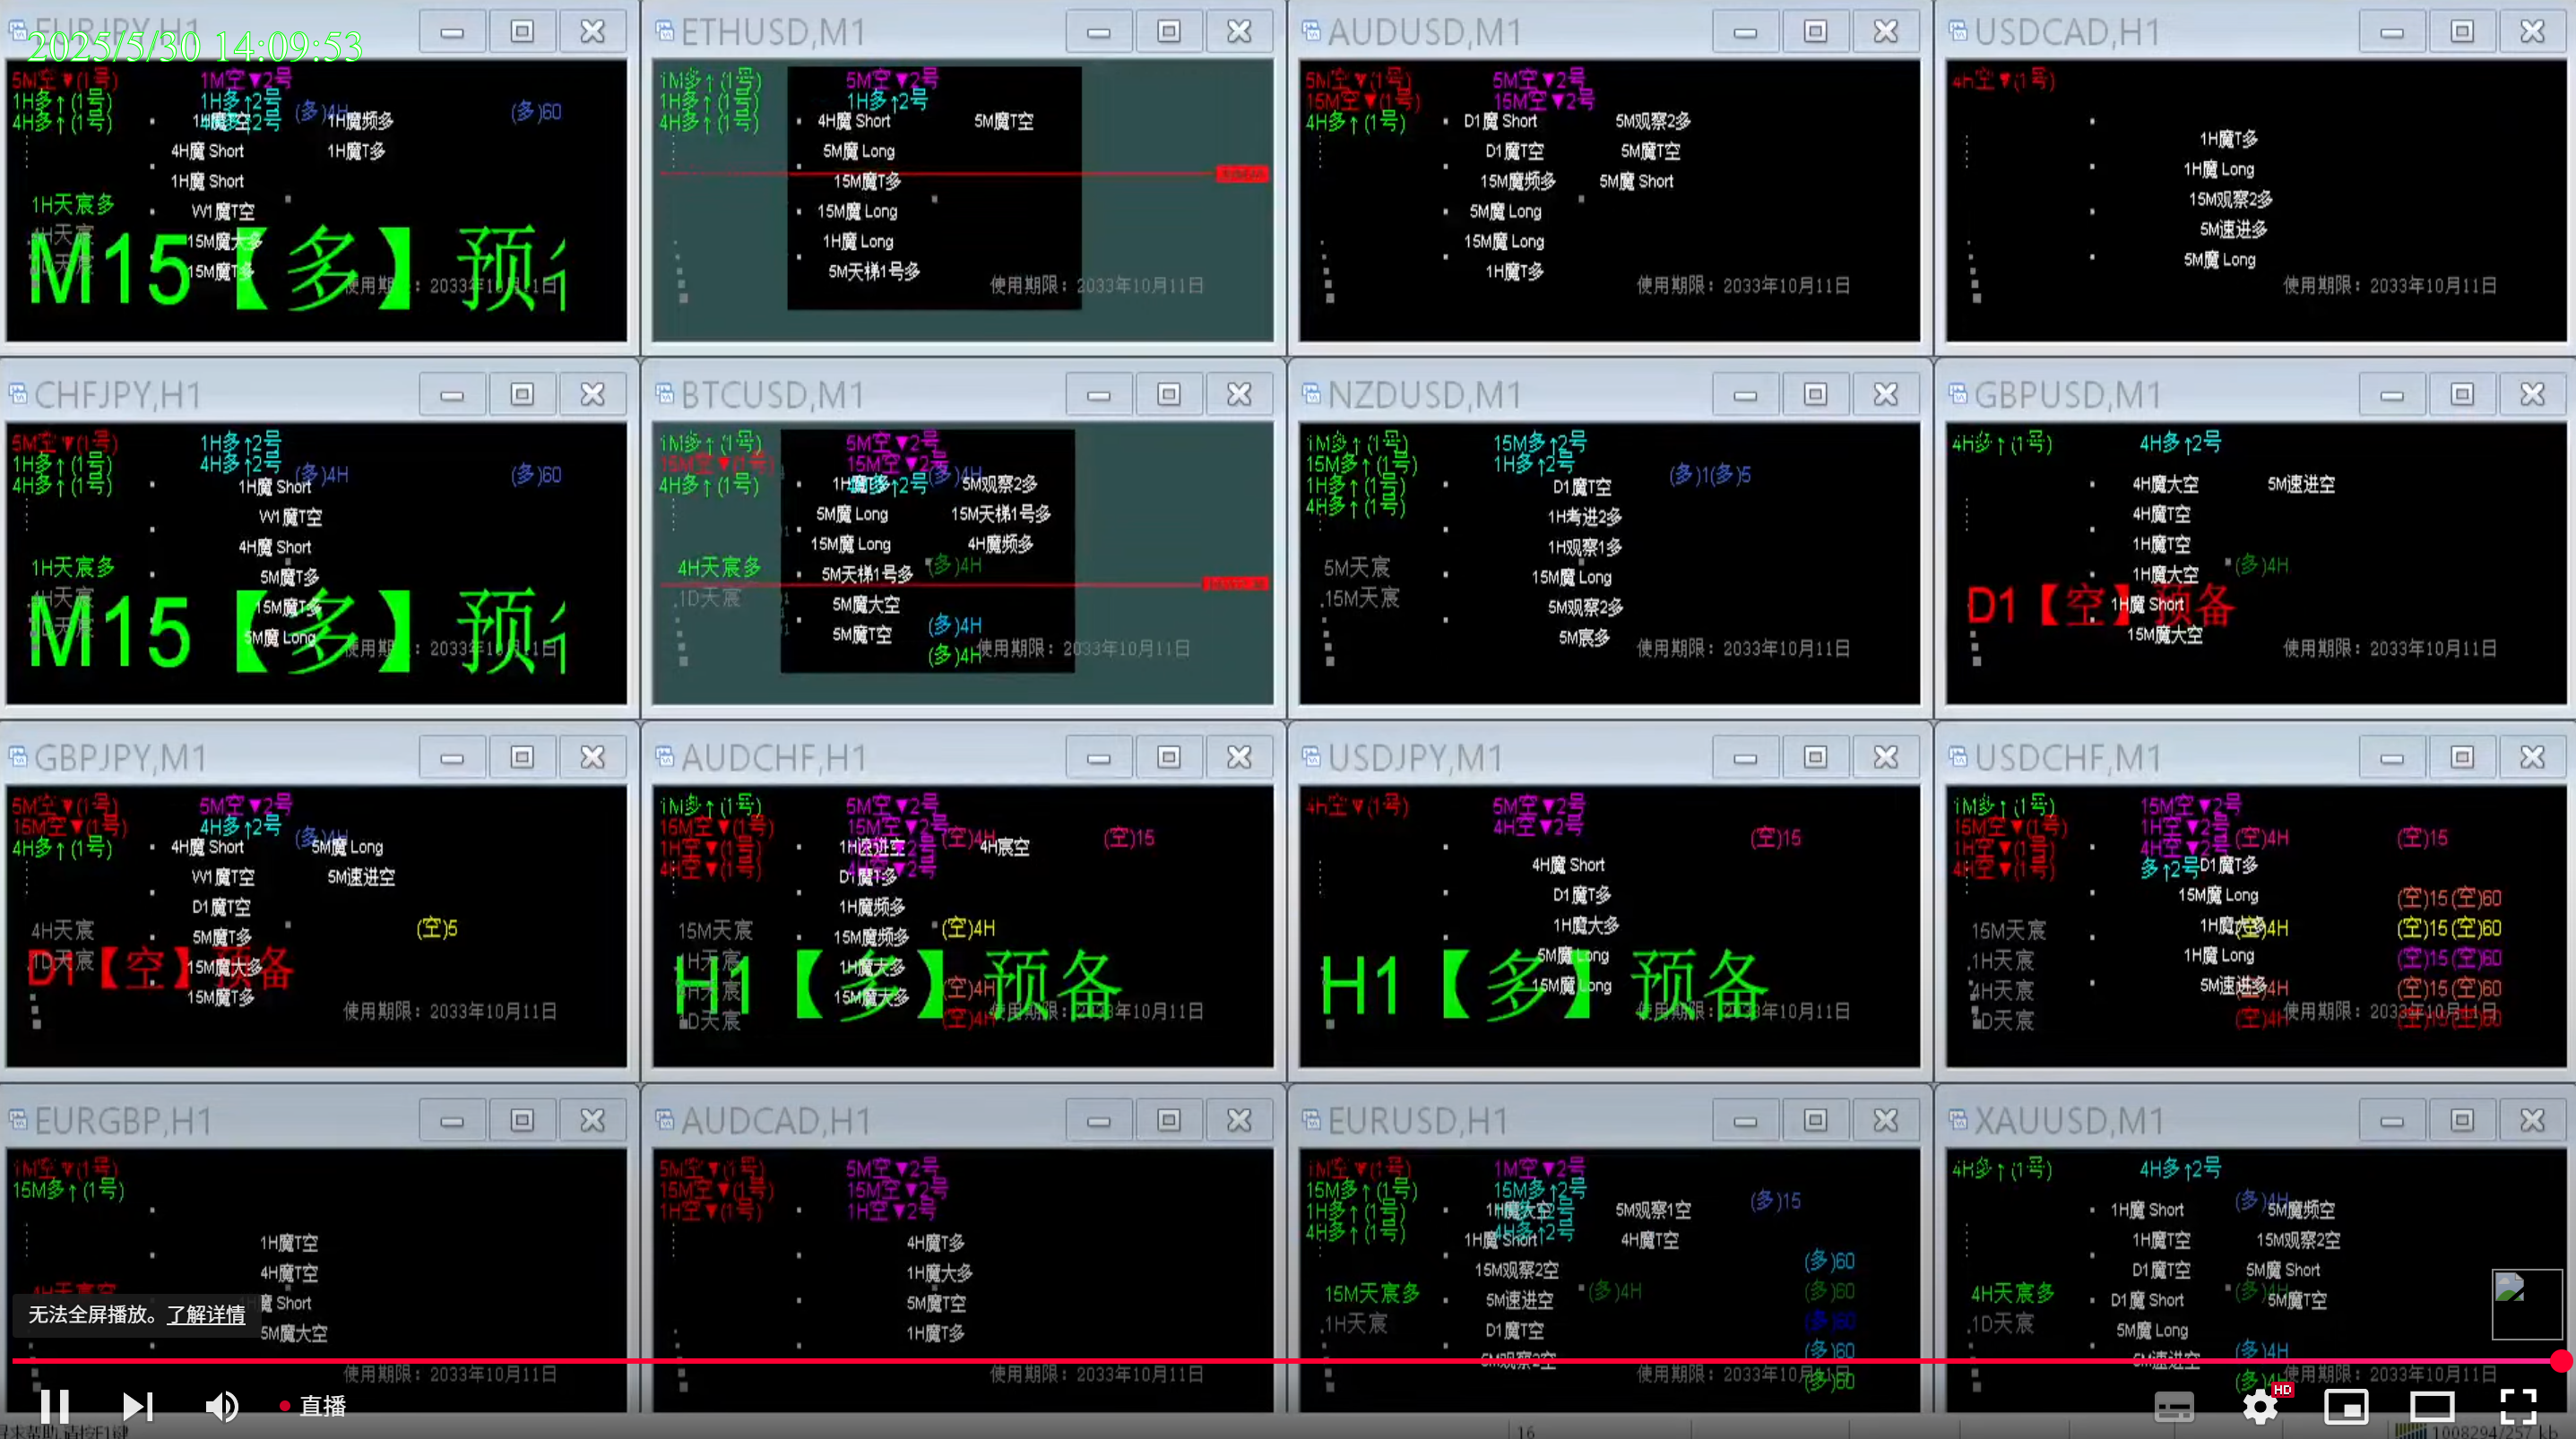 EURJPY,H1
2025/5/30 14:09:53
5M空▼(1号) 1M空▼2号
1H多↑(1号) 1H多↑2号 (多)4H (多)60
4H多↑(1号) 1H魔频多
4H魔 Short 1H魔T多
1H魔 Short
1H天宸多 W1魔T空
4H天宸 15M魔大多
15M魔T多
M15【多】预
使用期限：2033年10月11日
ETHUSD,M1
1M多↑(1号) 5M空▼2号
1H多↑(1号) 1H多↑2号
4H多↑(1号) 4H魔 Short 5M魔T空
5M魔 Long
15M魔T多
15M魔 Long
1H魔 Long
5M天梯1号多
使用期限：2033年10月11日
AUDUSD,M1
5M空▼(1号) 5M空▼2号
15M空▼(1号) 15M空▼2号
4H多↑(1号) D1魔 Short 5M观察2多
D1魔T空 5M魔T空
15M魔频多 5M魔 Short
5M魔 Long
15M魔 Long
1H魔T多
使用期限：2033年10月11日
USDCAD,H1
4H空▼(1号)
1H魔T多
1H魔 Long
15M观察2多
5M速进多
5M魔 Long
使用期限：2033年10月11日
CHFJPY,H1
5M空▼(1号) 1H多↑2号
1H多↑(1号) 4H多↑2号 (多)4H (多)60
4H多↑(1号) 1H魔 Short
W1魔T空
4H魔 Short
1H天宸多 5M魔T多
4H天宸 15M魔T多
5M魔 Long
M15【多】预
使用期限：2033年10月11日
BTCUSD,M1
1M多↑(1号) 5M空▼2号
15M空▼(1号) 15M空▼2号 (多)4H
4H多↑(1号) 1H魔T多 5M观察2多
5M魔 Long 15M天梯1号多
15M魔 Long 4H魔频多
4H天宸多 5M天梯1号多 (多)4H
1D天宸 5M魔大空
5M魔T空 (多)4H
(多)4H
使用期限：2033年10月11日
NZDUSD,M1
1M多↑(1号) 15M多↑2号
15M多↑(1号) 1H多↑2号 (多)1(多)5
1H多↑(1号) D1魔T空
4H多↑(1号) 1H考进2多
1H观察1多
5M天宸 15M魔 Long
15M天宸 5M观察2多
5M宸多
使用期限：2033年10月11日
GBPUSD,M1
4H多↑(1号) 4H多↑2号
4H魔大空 5M速进空
4H魔T空
1H魔T空
1H魔大空 (多)4H
D1【空】预备
1H魔 Short
15M魔大空
使用期限：2033年10月11日
GBPJPY,M1
5M空▼(1号) 5M空▼2号
15M空▼(1号) 4H多↑2号 (多)4H
4H多↑(1号) 4H魔 Short 5M魔 Long
W1魔T空 5M速进空
D1魔T空
4H天宸 5M魔T多 (空)5
1D天宸 15M魔大多
15M魔T多
D1【空】预备
使用期限：2033年10月11日
AUDCHF,H1
1M多↑(1号) 5M空▼2号
15M空▼(1号) 15M空▼2号 (空)4H (空)15
1H空▼(1号) 1H速进空 4H宸空
4H空▼(1号) D1魔T多
1H魔频多
15M天宸 15M魔频多 (空)4H
1H天宸 1H魔大多
4H天宸 15M魔大多 (空)4H
1D天宸 (空)4H
H1【多】预备
使用期限：2033年10月11日
USDJPY,M1
4H空▼(1号) 5M空▼2号
4H空▼2号 (空)15
4H魔 Short
D1魔T多
1H魔大多
5M魔 Long
15M魔 Long
H1【多】预备
使用期限：2033年10月11日
USDCHF,M1
1M多↑(1号) 15M空▼2号
15M空▼(1号) 1H空▼2号 (空)4H (空)15
1H空▼(1号) 4H空▼2号
4H空▼(1号) 多↑2号 D1魔T多
15M魔 Long (空)15(空)60
15M天宸 1H魔大多 (空)4H (空)15(空)60
1H天宸 1H魔 Long (空)15(空)60
4H天宸 5M速进多 (空)4H (空)15(空)60
1D天宸 (空)4H (空)15(空)60
使用期限：2033年10月11日
EURGBP,H1
1M空▼(1号)
15M多↑(1号)
1H魔T空
4H魔T空
4H天宸空
魔 Short
5M魔大空
使用期限：2033年10月11日
AUDCAD,H1
5M空▼(1号) 5M空▼2号
15M空▼(1号) 15M空▼2号
1H空▼(1号) 1H空▼2号
4H魔T多
1H魔大多
5M魔T空
1H魔T多
使用期限：2033年10月11日
EURUSD,H1
1M空▼(1号) 1M空▼2号
15M多↑(1号) 15M多↑2号 (多)15
1H多↑(1号) 1H魔大空 5M观察1空
4H多↑(1号) 4H多↑2号
1H魔 Short 4H魔T空
15M观察2空 (多)60
15M天宸多 5M速进空 (多)4H (多)60
1H天宸 D1魔T空 (多)60
5M观察2空 (多)60
(多)60
使用期限：2033年10月11日
XAUUSD,M1
4H多↑(1号) 4H多↑2号
1H魔 Short (多)4H 5M魔频空
1H魔T空 15M观察2空
D1魔T空 5M魔 Short
4H天宸多 D1魔 Short (多)4H 5M魔T空
1D天宸 5M魔 Long
5M速进空 (多)4H
使用期限：2033年10月11日
无法全屏播放。了解详情
直播
HD
16
1008294/257 kb